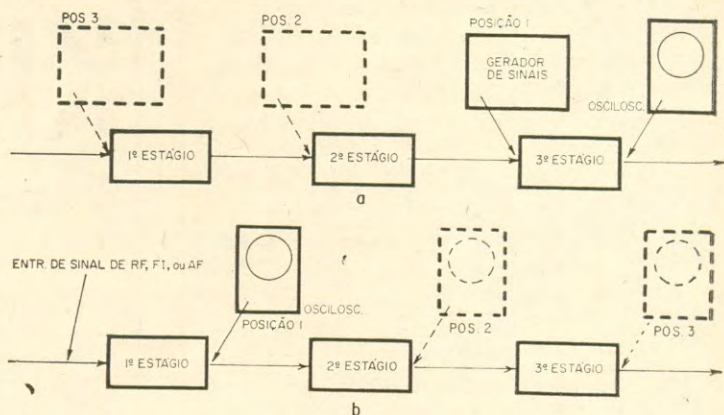 POS 3
POS. 2
POSIÇÃO 1
GERADOR
DE SINAIS
OSCILOSC.
1º ESTÁGIO
2º ESTÁGIO
3º ESTÁGIO
a
ENTR. DE SINAL DE RF, FI, ou AF
OSCILOSC.
POSIÇÃO 1
POS. 2
POS. 3
1º ESTÁGIO
2º ESTÁGIO
3º ESTÁGIO
b